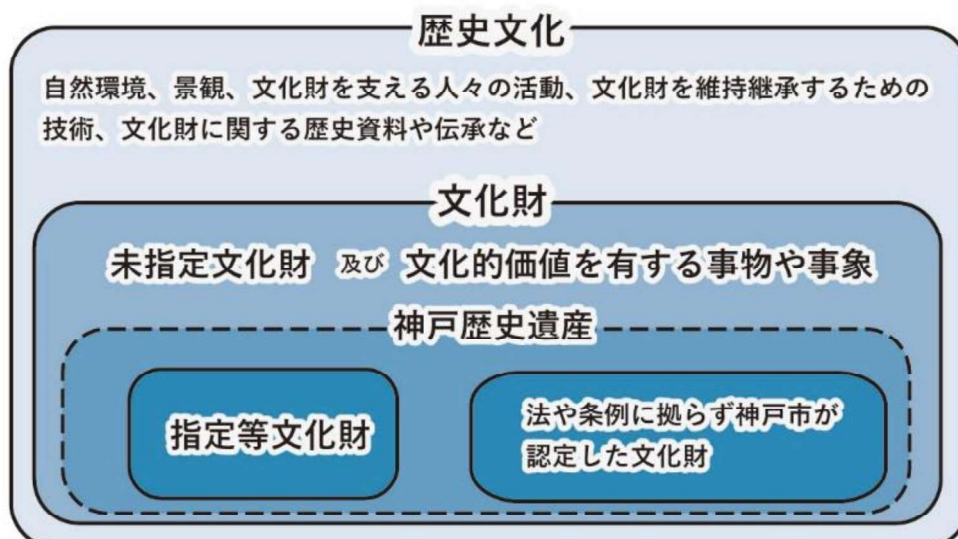 歴史文化
自然環境、景観、文化財を支える人々の活動、文化財を維持継承するための
技術、文化財に関する歴史資料や伝承など
文化財
未指定文化財 及び 文化的価値を有する事物や事象
神戸歴史遺産
指定等文化財
法や条例に拠らず神戸市が
認定した文化財